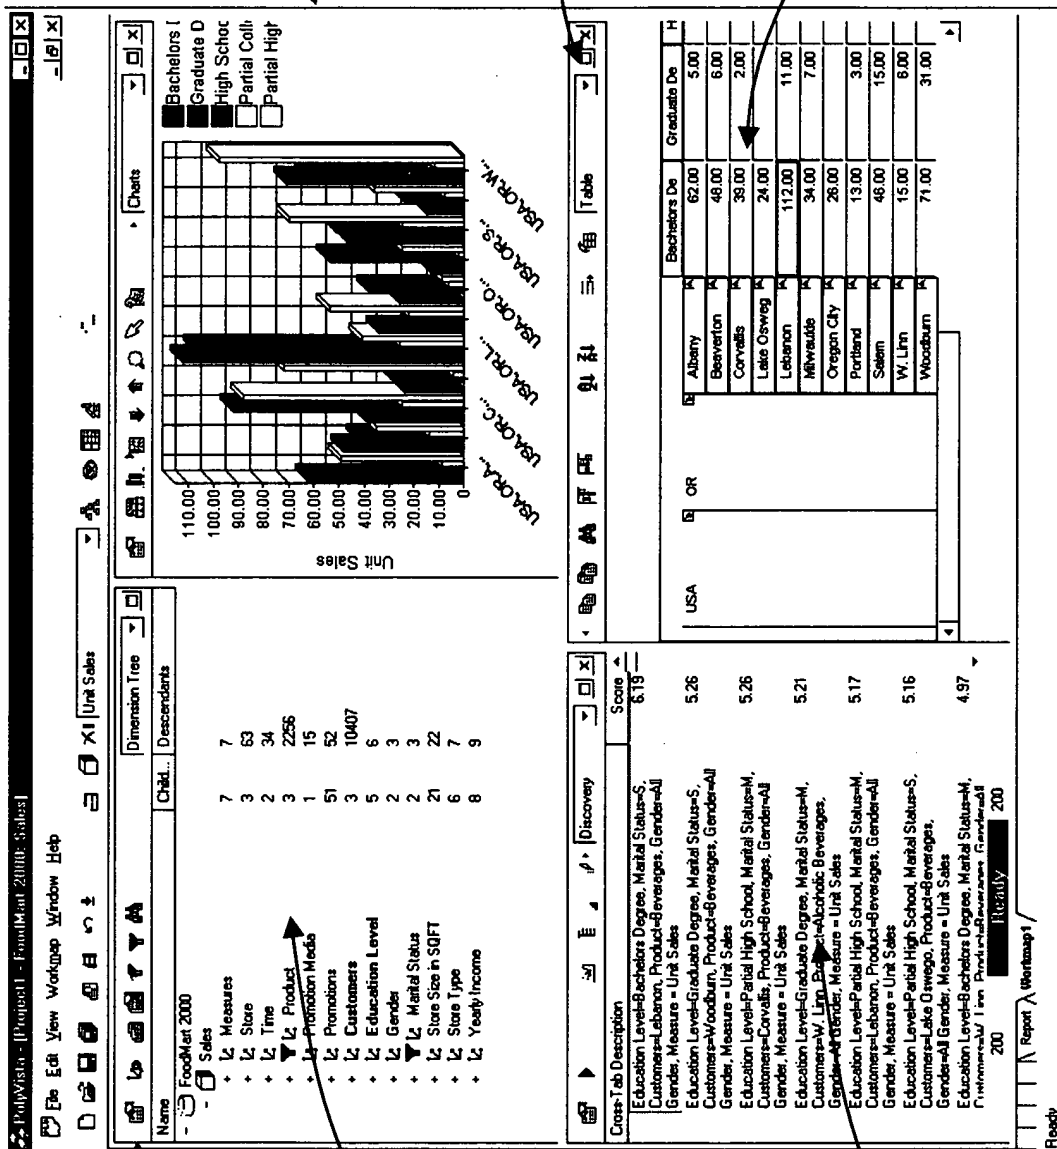 PolyVista - [Project1 - FoodMart 2000: Sales]
File Edit View Workmap Window Help
Unit Sales
Dimension Tree
Name Child... Descendants
FoodMart 2000
Sales
Measures 7 7
Store 3 63
Time 2 34
Product 3 2256
Promotion Media 1 15
Promotions 51 52
Customers 3 10407
Education Level 5 6
Gender 2 3
Marital Status 2 3
Store Size in SQFT 21 22
Store Type 6 7
Yearly Income 8 9
Charts
Unit Sales
110.00
100.00
90.00
80.00
70.00
60.00
50.00
40.00
30.00
20.00
10.00
0
USA,OR,A...
USA,OR,C...
USA,OR,L...
USA,OR,O...
USA,OR,S...
USA,OR,W...
Bachelors D
Graduate D
High Schoo
Partial Coll
Partial High
Discovery
Cross-Tab Description Score
Education Level=Bachelors Degree, Marital Status=S, 6.19
Customers=Lebanon, Product=Beverages, Gender=All
Gender, Measure = Unit Sales
Education Level=Graduate Degree, Marital Status=S, 5.26
Customers=Woodburn, Product=Beverages, Gender=All
Gender, Measure = Unit Sales
Education Level=Partial High School, Marital Status=M, 5.26
Customers=Corvallis, Product=Beverages, Gender=All
Gender, Measure = Unit Sales
Education Level=Graduate Degree, Marital Status=M, 5.21
Customers=W. Linn, Product=Alcoholic Beverages,
Gender=All Gender, Measure = Unit Sales
Education Level=Partial High School, Marital Status=M, 5.17
Customers=Lebanon, Product=Beverages, Gender=All
Gender, Measure = Unit Sales
Education Level=Partial High School, Marital Status=S, 5.16
Customers=Lake Oswego, Product=Beverages,
Gender=All Gender, Measure = Unit Sales
Education Level=Bachelors Degree, Marital Status=M, 4.97
Customers=W. Linn, Product=Beverages, Gender=All
200 Ready 200
Table
Bachelors De Graduate De H
USA OR Albany 62.00 5.00
Beaverton 48.00 6.00
Corvallis 39.00 2.00
Lake Osweg 24.00
Lebanon 112.00 11.00
Milwaukie 34.00 7.00
Oregon City 26.00
Portland 13.00 3.00
Salem 46.00 15.00
W. Linn 15.00 6.00
Woodburn 71.00 31.00
Report Workmap1
Ready